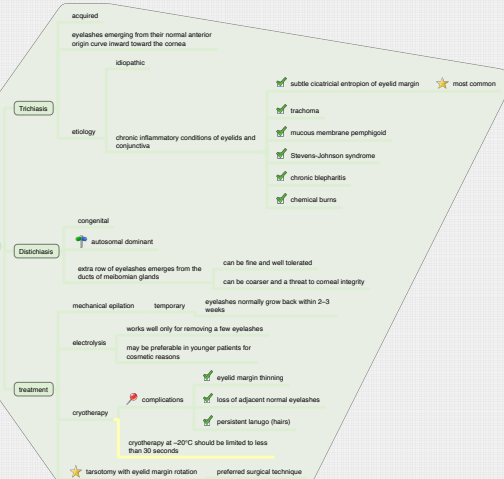 Trichiasis
acquired
eyelashes emerging from their normal anterior
origin curve inward toward the cornea
etiology
idiopathic
chronic inflammatory conditions of eyelids and
conjunctiva
subtle cicatricial entropion of eyelid margin
most common
trachoma
mucous membrane pemphigoid
Stevens-Johnson syndrome
chronic blepharitis
chemical burns
Distichiasis
congenital
autosomal dominant
extra row of eyelashes emerges from the
ducts of meibomian glands
can be fine and well tolerated
can be coarser and a threat to corneal integrity
treatment
mechanical epilation
temporary
eyelashes normally grow back within 2–3
weeks
electrolysis
works well only for removing a few eyelashes
may be preferable in younger patients for
cosmetic reasons
cryotherapy
complications
eyelid margin thinning
loss of adjacent normal eyelashes
persistent lanugo (hairs)
cryotherapy at –20°C should be limited to less
than 30 seconds
tarsotomy with eyelid margin rotation
preferred surgical technique